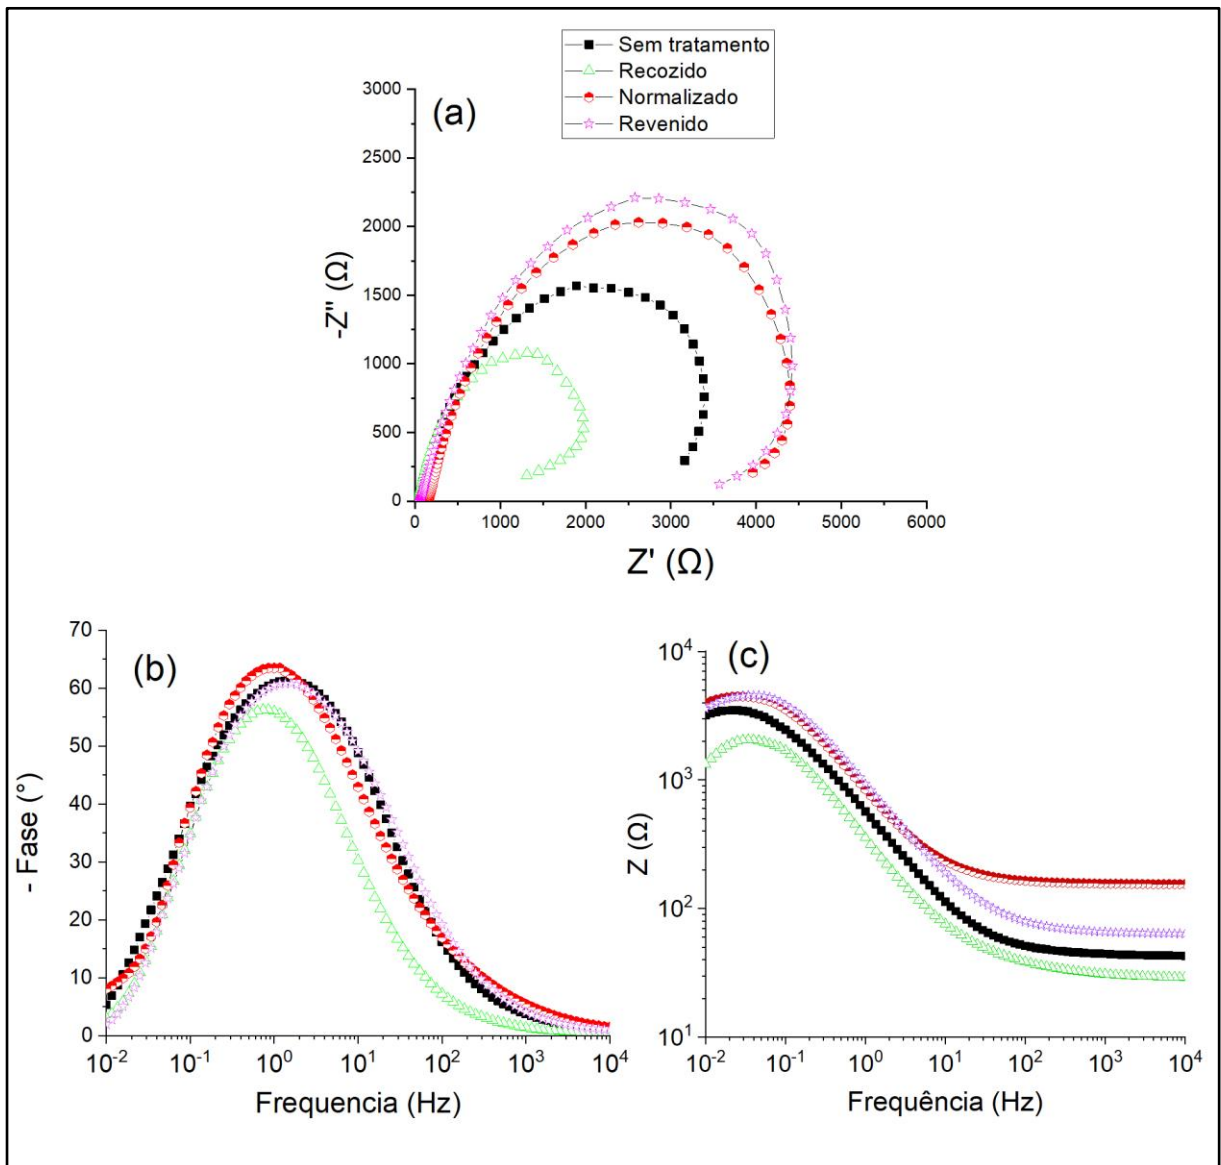 Sem tratamento
Recozido
Normalizado
Revenido
(a)
3000
2500
2000
1500
1000
500
0
-Z'' (Ω)
0 1000 2000 3000 4000 5000 6000
Z' (Ω)
(b)
70
60
50
40
30
20
10
0
- Fase (°)
10⁻² 10⁻¹ 10⁰ 10¹ 10² 10³ 10⁴
Frequencia (Hz)
(c)
10⁴
10³
10²
10¹
Z (Ω)
10⁻² 10⁻¹ 10⁰ 10¹ 10² 10³ 10⁴
Frequência (Hz)